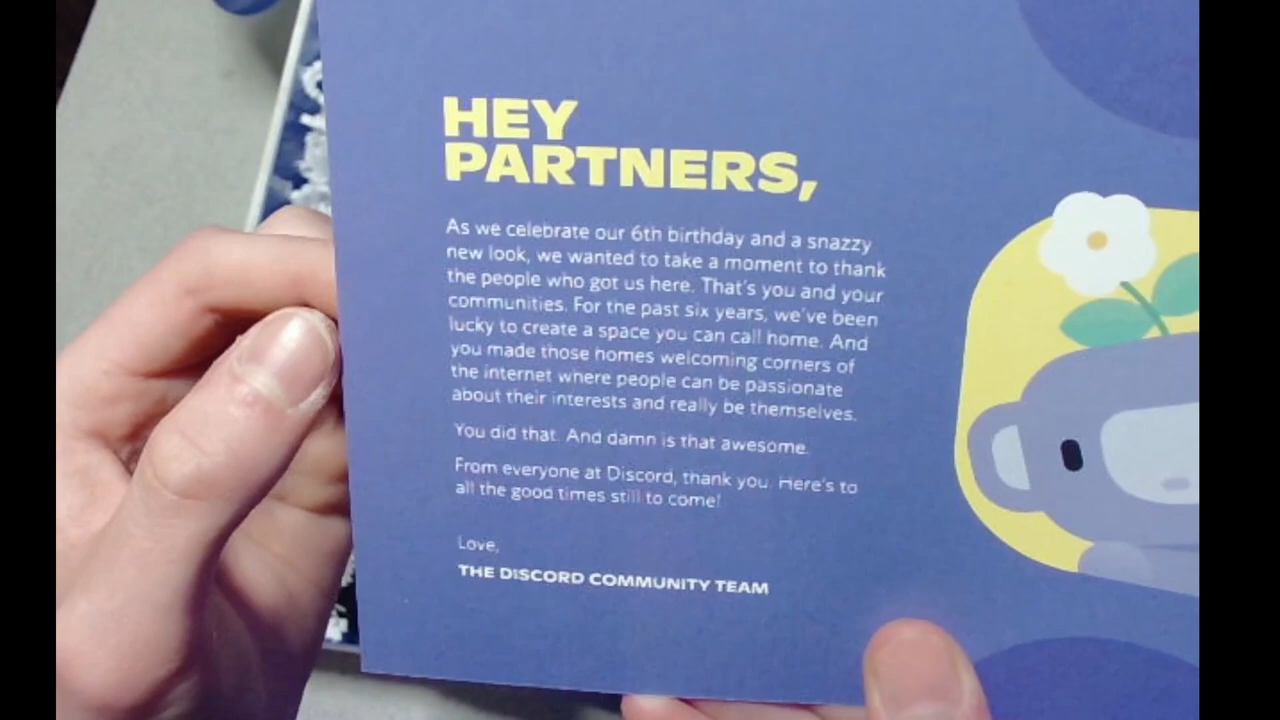 HEY
PARTNERS,
As we celebrate our 6th birthday and a snazzy
new look, we wanted to take a moment to thank
the people who got us here. That's you and your
communities. For the past six years, we've been
lucky to create a space you can call home. And
you made those homes welcoming corners of
the internet where people can be passionate
about their interests and really be themselves.
You did that. And damn is that awesome.
From everyone at Discord, thank you. Here's to
all the good times still to come!
Love,
THE DISCORD COMMUNITY TEAM